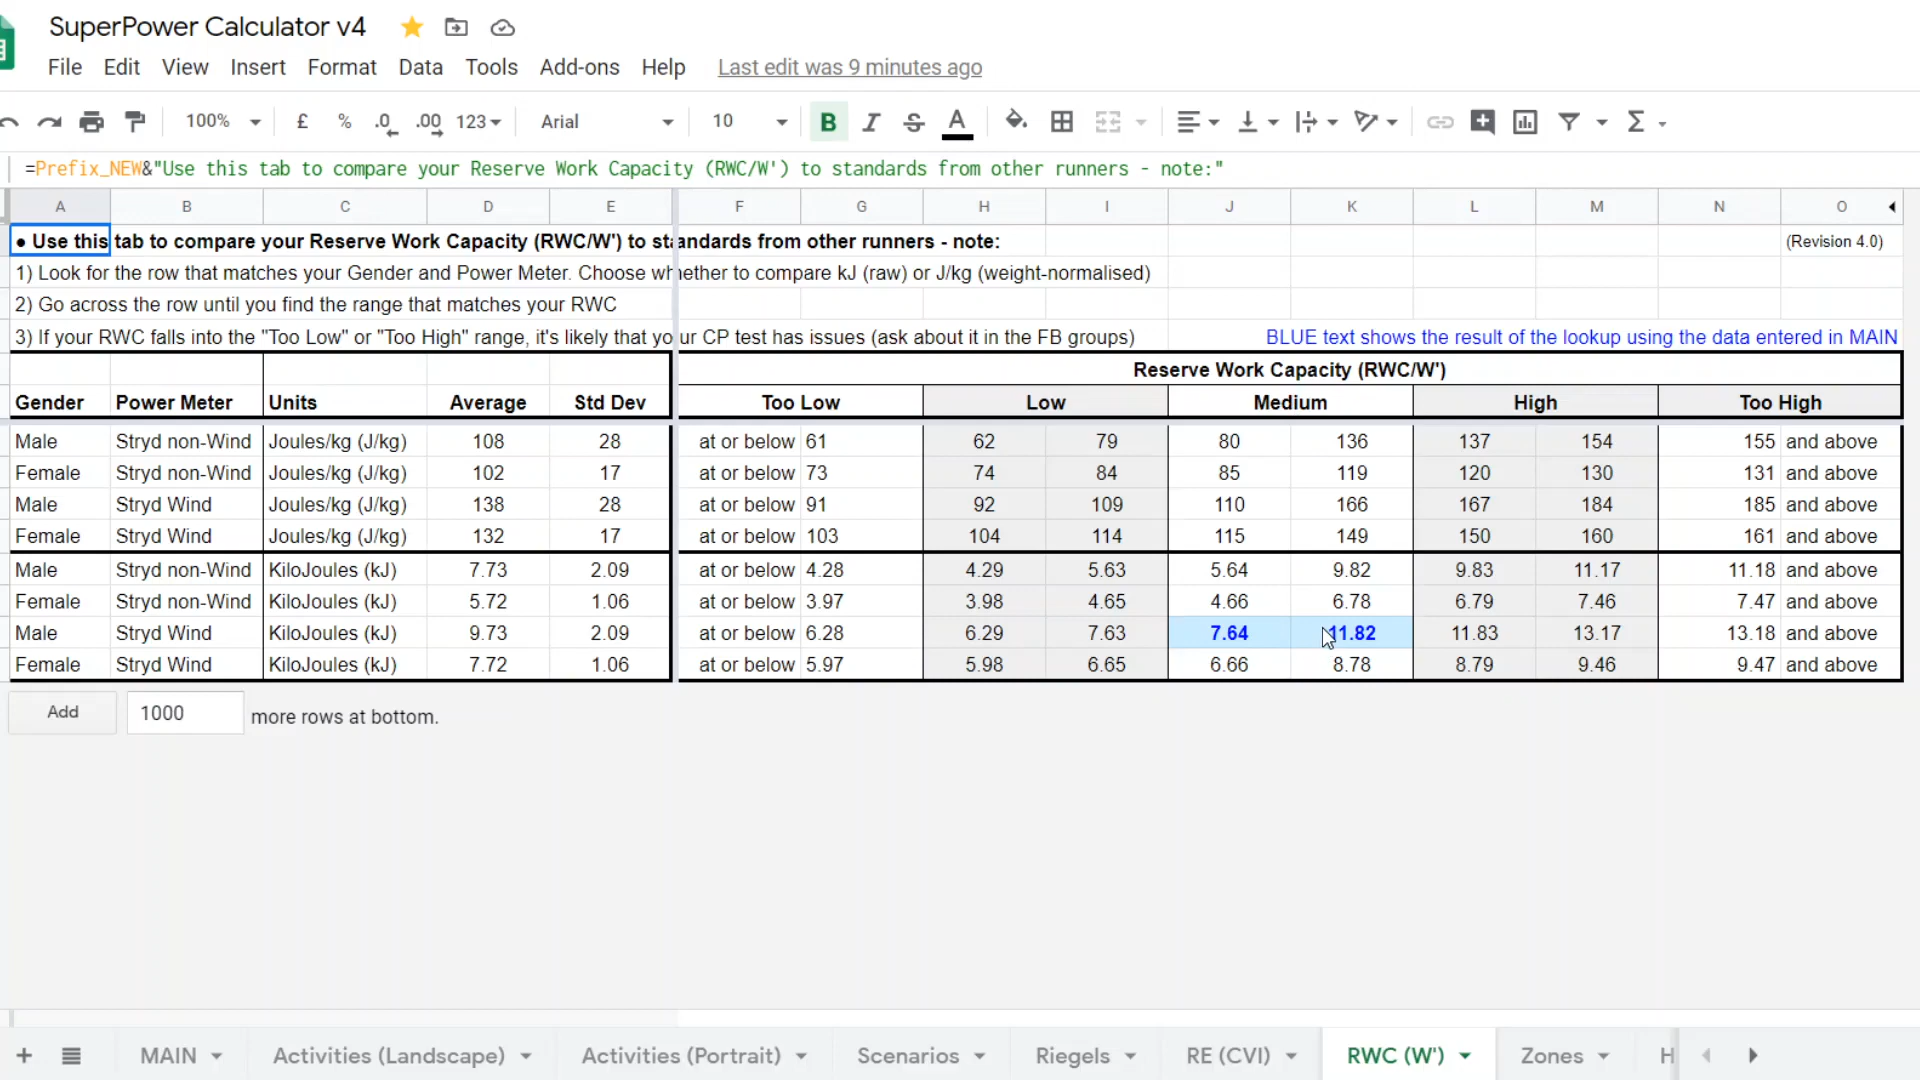 SuperPower Calculator v4
File Edit View Insert Format Data Tools Add-ons Help Last edit was 9 minutes ago
100% £ % .0 .00 123 Arial 10 B I S A Σ
=Prefix_NEW&"Use this tab to compare your Reserve Work Capacity (RWC/W') to standards from other runners - note:"
A B C D E F G H I J K L M N O
● Use this tab to compare your Reserve Work Capacity (RWC/W') to standards from other runners - note: (Revision 4.0)
1) Look for the row that matches your Gender and Power Meter. Choose whether to compare kJ (raw) or J/kg (weight-normalised)
2) Go across the row until you find the range that matches your RWC
3) If your RWC falls into the "Too Low" or "Too High" range, it's likely that your CP test has issues (ask about it in the FB groups) BLUE text shows the result of the lookup using the data entered in MAIN
Reserve Work Capacity (RWC/W')
Gender Power Meter Units Average Std Dev Too Low Low Medium High Too High
Male Stryd non-Wind Joules/kg (J/kg) 108 28 at or below 61 62 79 80 136 137 154 155 and above
Female Stryd non-Wind Joules/kg (J/kg) 102 17 at or below 73 74 84 85 119 120 130 131 and above
Male Stryd Wind Joules/kg (J/kg) 138 28 at or below 91 92 109 110 166 167 184 185 and above
Female Stryd Wind Joules/kg (J/kg) 132 17 at or below 103 104 114 115 149 150 160 161 and above
Male Stryd non-Wind KiloJoules (kJ) 7.73 2.09 at or below 4.28 4.29 5.63 5.64 9.82 9.83 11.17 11.18 and above
Female Stryd non-Wind KiloJoules (kJ) 5.72 1.06 at or below 3.97 3.98 4.65 4.66 6.78 6.79 7.46 7.47 and above
Male Stryd Wind KiloJoules (kJ) 9.73 2.09 at or below 6.28 6.29 7.63 7.64 11.82 11.83 13.17 13.18 and above
Female Stryd Wind KiloJoules (kJ) 7.72 1.06 at or below 5.97 5.98 6.65 6.66 8.78 8.79 9.46 9.47 and above
Add 1000 more rows at bottom.
+ MAIN Activities (Landscape) Activities (Portrait) Scenarios Riegels RE (CVI) RWC (W') Zones H